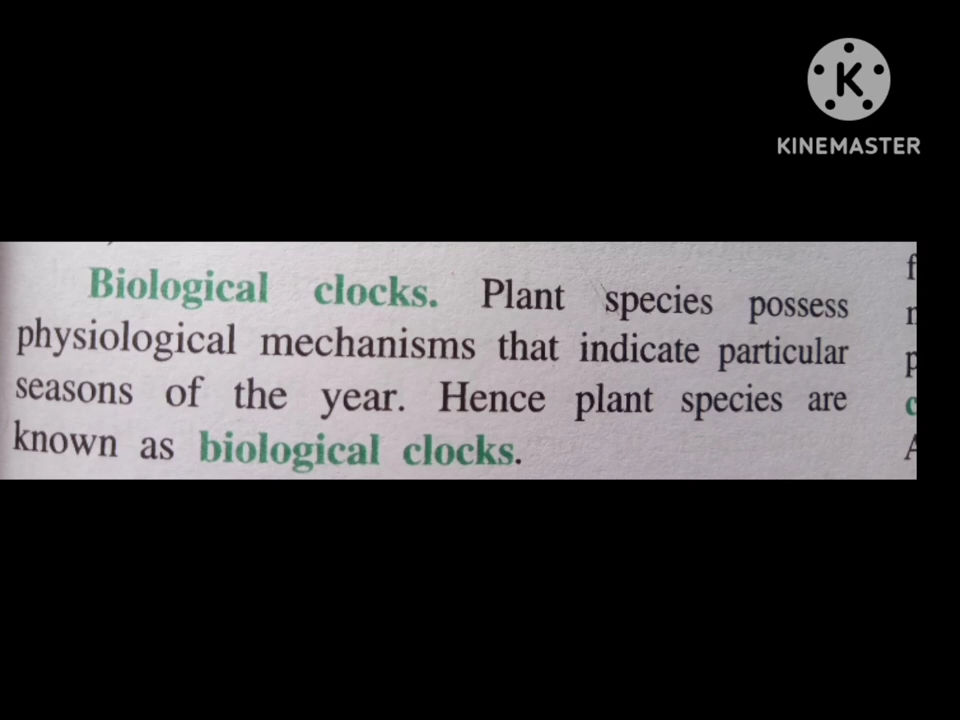 KINEMASTER
Biological clocks. Plant species possess
physiological mechanisms that indicate particular
seasons of the year. Hence plant species are
known as biological clocks.